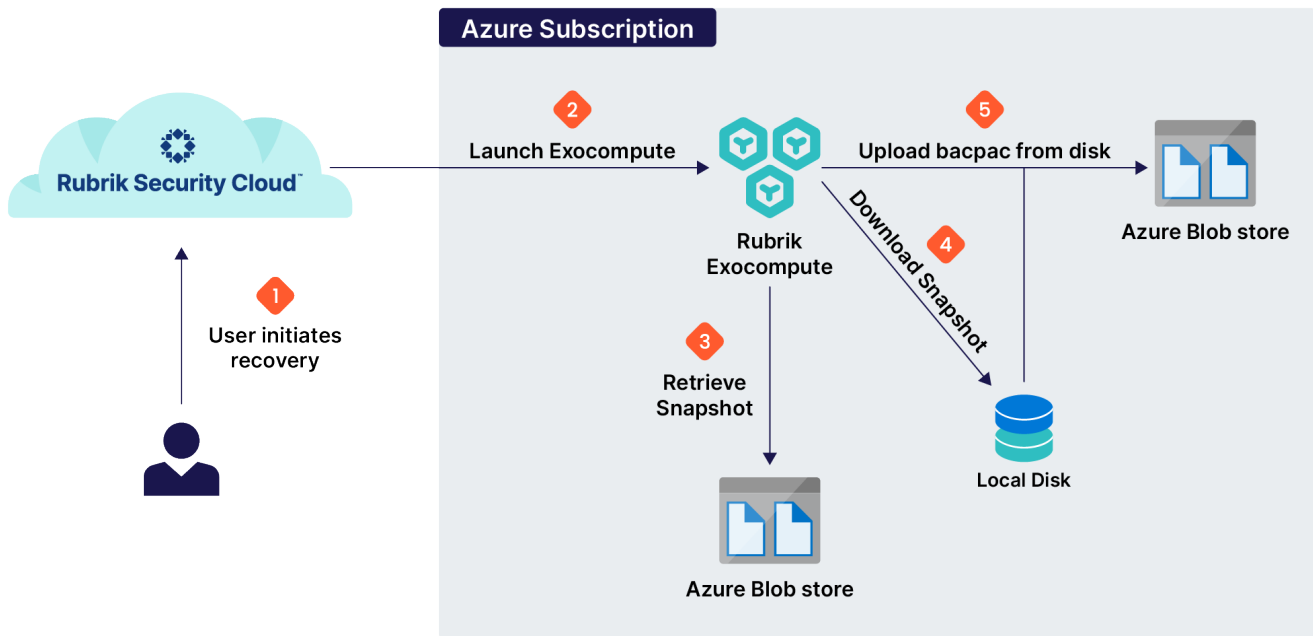 Azure Subscription
2
5
Launch Exocompute
Upload bacpac from disk
Rubrik Security Cloud™
Azure Blob store
Rubrik
Exocompute
4
Download Snapshot
1
User initiates
recovery
3
Retrieve
Snapshot
Local Disk
Azure Blob store